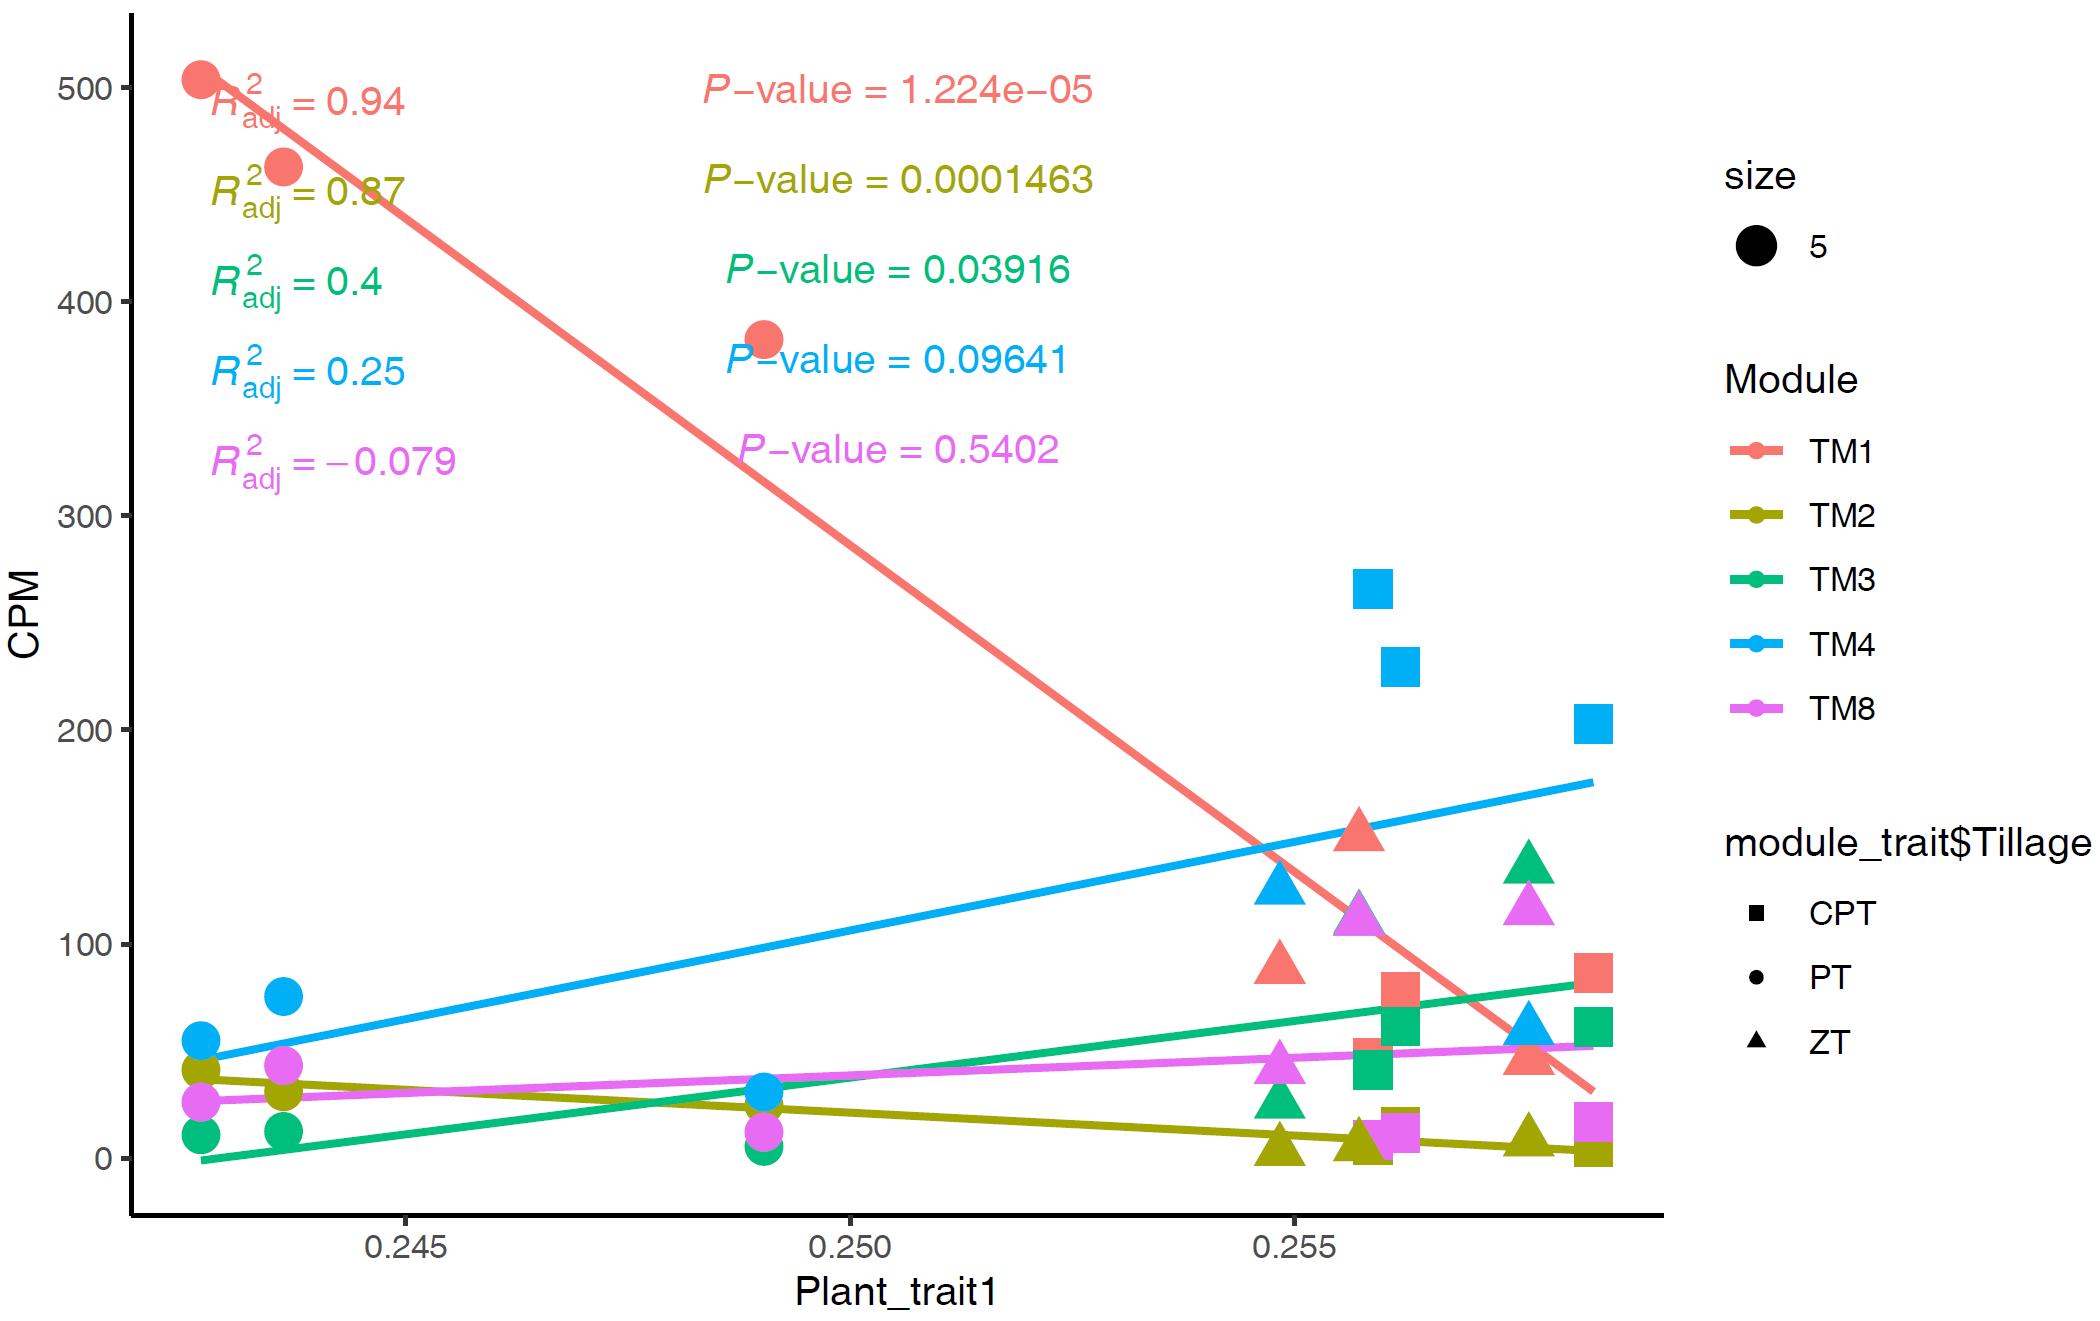 500
400
300
200
100
0
CPM
R²adj = 0.94
P−value = 1.224e−05
R²adj = 0.87
P−value = 0.0001463
R²adj = 0.4
P−value = 0.03916
R²adj = 0.25
P−value = 0.09641
R²adj = −0.079
P−value = 0.5402
0.245 0.250 0.255
Plant_trait1
size
5
Module
TM1
TM2
TM3
TM4
TM8
module_trait$Tillage
CPT
PT
ZT